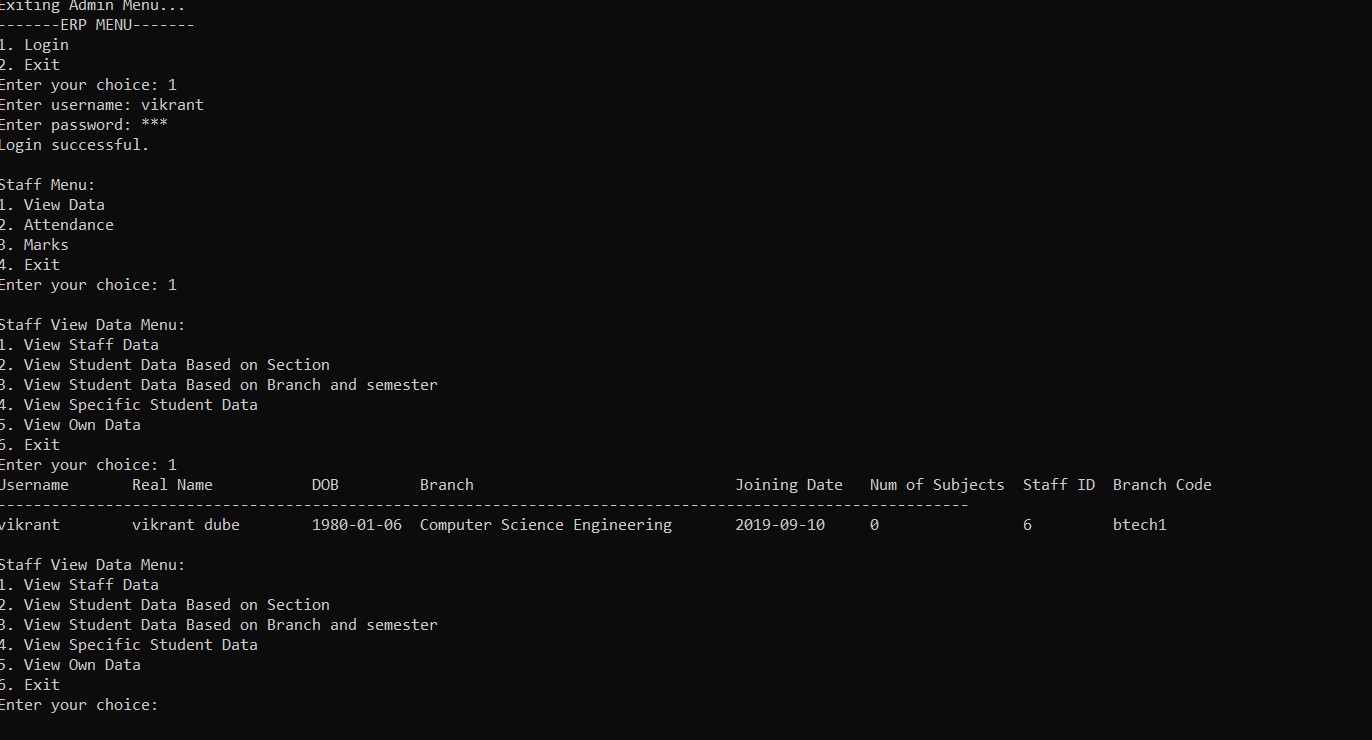 Exiting Admin Menu...
-------ERP MENU-------
1. Login
2. Exit
Enter your choice: 1
Enter username: vikrant
Enter password: ***
Login successful.
Staff Menu:
1. View Data
2. Attendance
3. Marks
4. Exit
Enter your choice: 1
Staff View Data Menu:
1. View Staff Data
2. View Student Data Based on Section
3. View Student Data Based on Branch and semester
4. View Specific Student Data
5. View Own Data
6. Exit
Enter your choice: 1
Username Real Name DOB Branch Joining Date Num of Subjects Staff ID Branch Code
------------------------------------------------------------------------------------------------------------
vikrant vikrant dube 1980-01-06 Computer Science Engineering 2019-09-10 0 6 btech1
Staff View Data Menu:
1. View Staff Data
2. View Student Data Based on Section
3. View Student Data Based on Branch and semester
4. View Specific Student Data
5. View Own Data
6. Exit
Enter your choice: